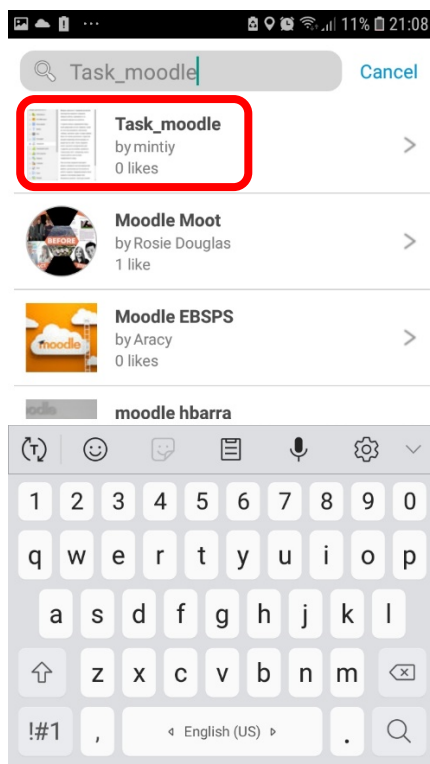 11% 21:08
Task_moodle Cancel
Task_moodle
by mintiy
0 likes
BEFORE
Moodle Moot
by Rosie Douglas
1 like
moodle
Moodle EBSPS
by Aracy
0 likes
moodle hbarra
T
1 2 3 4 5 6 7 8 9 0
q w e r t y u i o p
a s d f g h j k l
z x c v b n m
!#1 , English (US) .